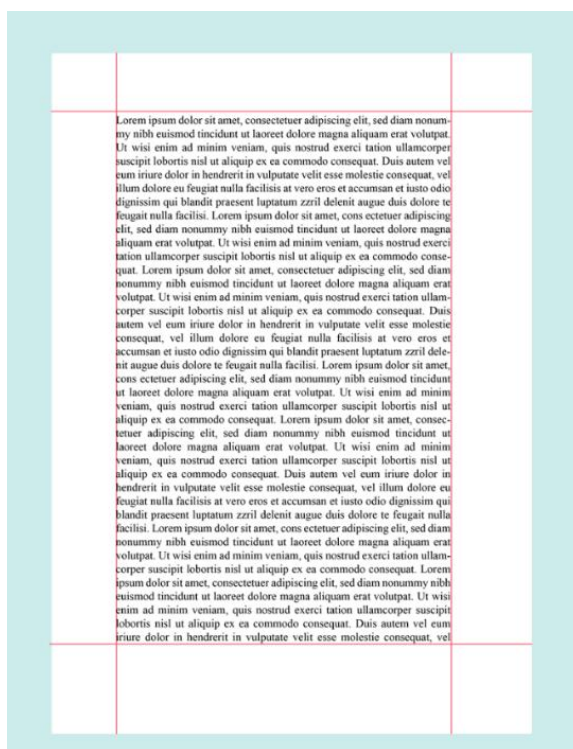 Lorem ipsum dolor sit amet, consectetuer adipiscing elit, sed diam nonum-
my nibh euismod tincidunt ut laoreet dolore magna aliquam erat volutpat.
Ut wisi enim ad minim veniam, quis nostrud exerci tation ullamcorper
suscipit lobortis nisl ut aliquip ex ea commodo consequat. Duis autem vel
eum iriure dolor in hendrerit in vulputate velit esse molestie consequat, vel
illum dolore eu feugiat nulla facilisis at vero eros et accumsan et iusto odio
dignissim qui blandit praesent luptatum zzril delenit augue duis dolore te
feugait nulla facilisi. Lorem ipsum dolor sit amet, cons ectetuer adipiscing
elit, sed diam nonummy nibh euismod tincidunt ut laoreet dolore magna
aliquam erat volutpat. Ut wisi enim ad minim veniam, quis nostrud exerci
tation ullamcorper suscipit lobortis nisl ut aliquip ex ea commodo conse-
quat. Lorem ipsum dolor sit amet, consectetuer adipiscing elit, sed diam
nonummy nibh euismod tincidunt ut laoreet dolore magna aliquam erat
volutpat. Ut wisi enim ad minim veniam, quis nostrud exerci tation ullam-
corper suscipit lobortis nisl ut aliquip ex ea commodo consequat. Duis
autem vel eum iriure dolor in hendrerit in vulputate velit esse molestie
consequat, vel illum dolore eu feugiat nulla facilisis at vero eros et
accumsan et iusto odio dignissim qui blandit praesent luptatum zzril dele-
nit augue duis dolore te feugait nulla facilisi. Lorem ipsum dolor sit amet,
cons ectetuer adipiscing elit, sed diam nonummy nibh euismod tincidunt
ut laoreet dolore magna aliquam erat volutpat. Ut wisi enim ad minim
veniam, quis nostrud exerci tation ullamcorper suscipit lobortis nisl ut
aliquip ex ea commodo consequat. Lorem ipsum dolor sit amet, consec-
tetuer adipiscing elit, sed diam nonummy nibh euismod tincidunt ut
laoreet dolore magna aliquam erat volutpat. Ut wisi enim ad minim
veniam, quis nostrud exerci tation ullamcorper suscipit lobortis nisl ut
aliquip ex ea commodo consequat. Duis autem vel eum iriure dolor in
hendrerit in vulputate velit esse molestie consequat, vel illum dolore eu
feugiat nulla facilisis at vero eros et accumsan et iusto odio dignissim qui
blandit praesent luptatum zzril delenit augue duis dolore te feugait nulla
facilisi. Lorem ipsum dolor sit amet, cons ectetuer adipiscing elit, sed diam
nonummy nibh euismod tincidunt ut laoreet dolore magna aliquam erat
volutpat. Ut wisi enim ad minim veniam, quis nostrud exerci tation ullam-
corper suscipit lobortis nisl ut aliquip ex ea commodo consequat. Lorem
ipsum dolor sit amet, consectetuer adipiscing elit, sed diam nonummy nibh
euismod tincidunt ut laoreet dolore magna aliquam erat volutpat. Ut wisi
enim ad minim veniam, quis nostrud exerci tation ullamcorper suscipit
lobortis nisl ut aliquip ex ea commodo consequat. Duis autem vel eum
iriure dolor in hendrerit in vulputate velit esse molestie consequat, vel